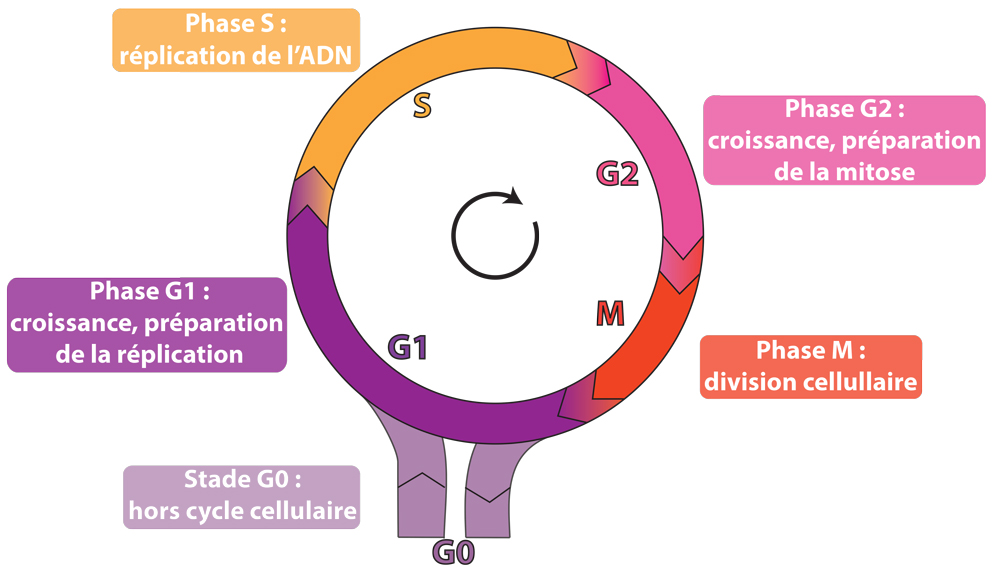 Phase S :
réplication de l'ADN
S
Phase G2 :
croissance, préparation
de la mitose
G2
Phase G1 :
croissance, préparation
de la réplication
G1
M
Phase M :
division cellullaire
Stade G0 :
hors cycle cellulaire
G0